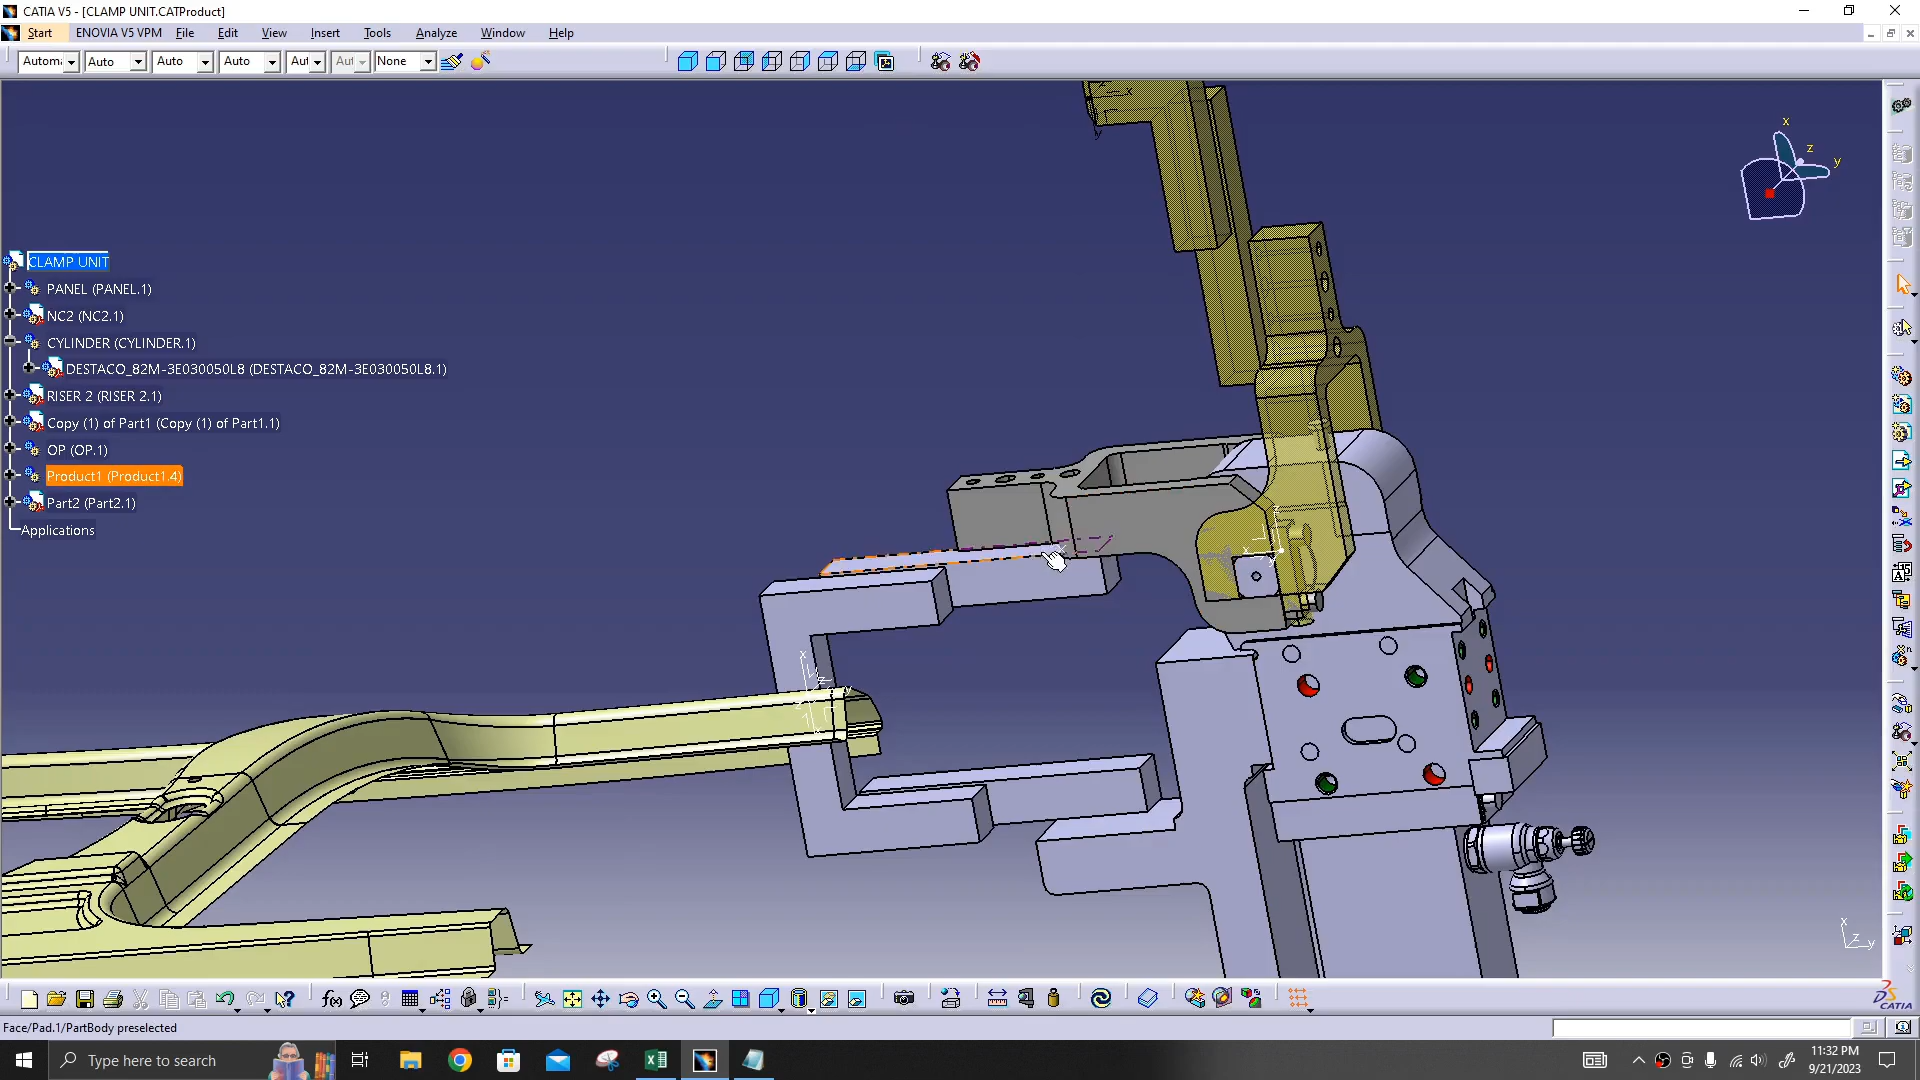 CATIA V5 - [CLAMP UNIT.CATProduct]
Start ENOVIA V5 VPM File Edit View Insert Tools Analyze Window Help
Auto Auto Auto None
x
z
y
CLAMP UNIT
PANEL (PANEL.1)
NC2 (NC2.1)
CYLINDER (CYLINDER.1)
DESTACO_82M-3E030050L8 (DESTACO_82M-3E030050L8.1)
RISER 2 (RISER 2.1)
Copy (1) of Part1 (Copy (1) of Part1.1)
OP (OP.1)
Product1 (Product1.4)
Part2 (Part2.1)
Applications
x
z
y
f(x)
CATIA
Face/Pad.1/PartBody preselected
Type here to search
11:32 PM
9/21/2023